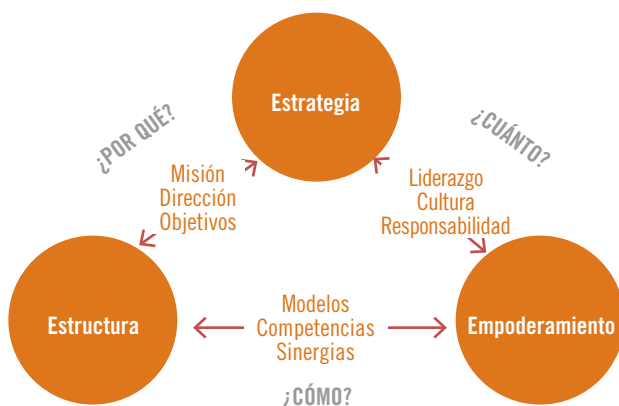 Estrategia
¿POR QUÉ?
¿CUÁNTO?
Misión
Dirección
Objetivos
Liderazgo
Cultura
Responsabilidad
Estructura
Modelos
Competencias
Sinergias
Empoderamiento
¿CÓMO?